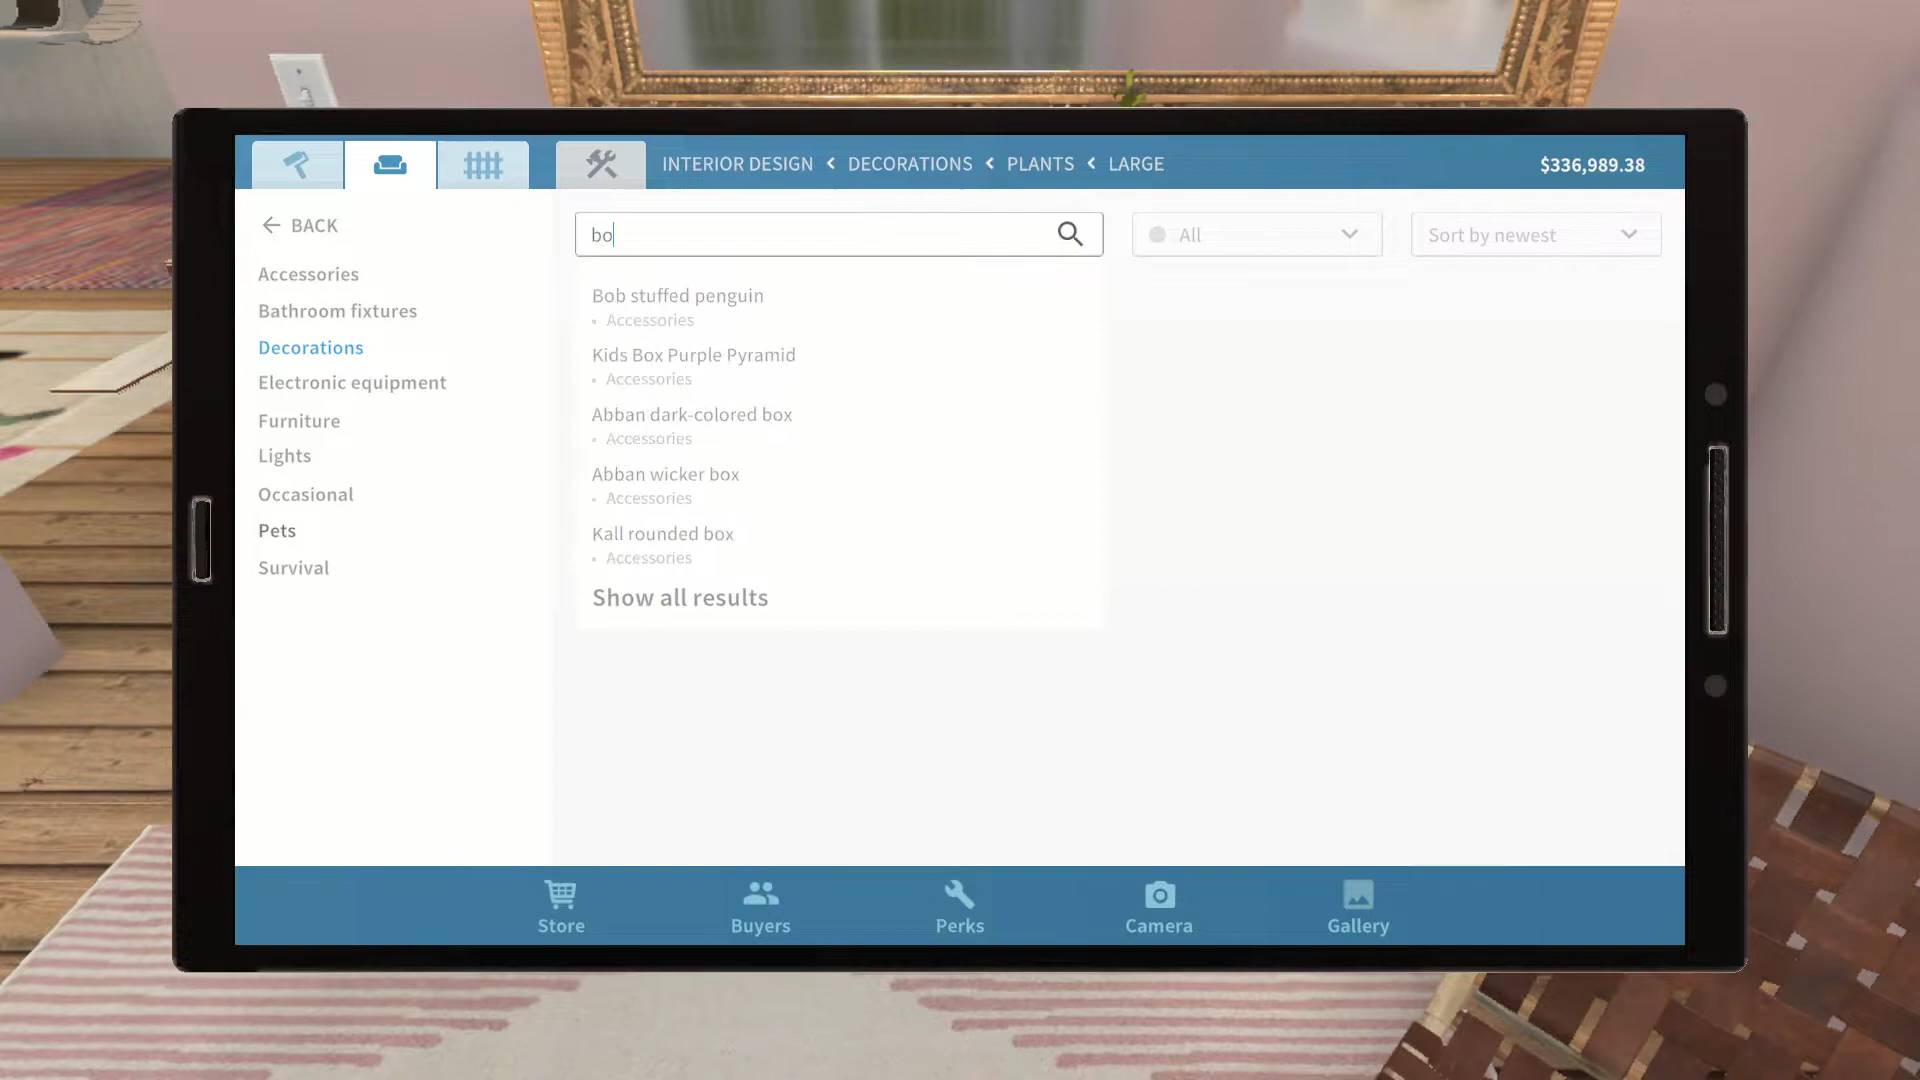 INTERIOR DESIGN < DECORATIONS < PLANTS < LARGE
$336,989.38
BACK
Accessories
Bathroom fixtures
Decorations
Electronic equipment
Furniture
Lights
Occasional
Pets
Survival
bo
All
Sort by newest
Bob stuffed penguin
• Accessories
Kids Box Purple Pyramid
• Accessories
Abban dark-colored box
• Accessories
Abban wicker box
• Accessories
Kall rounded box
• Accessories
Show all results
Store
Buyers
Perks
Camera
Gallery